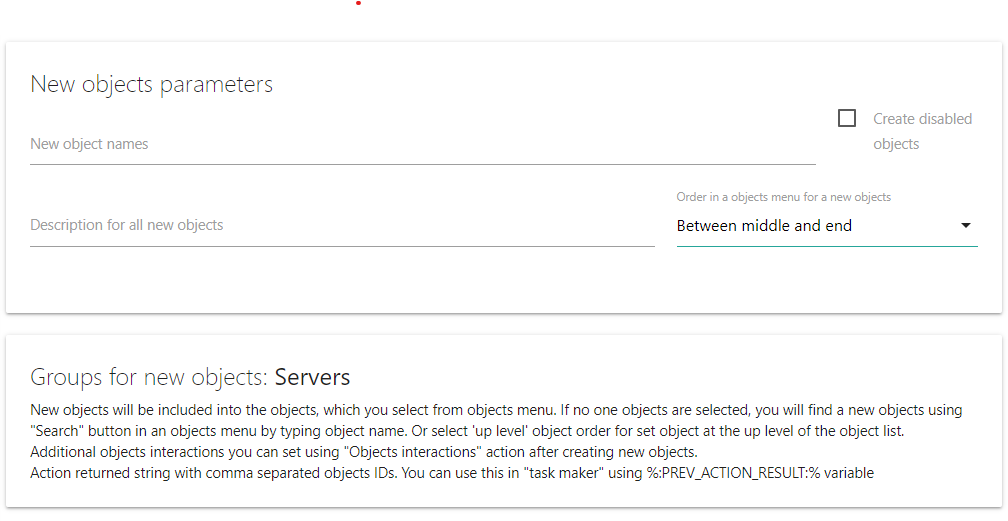 New objects parameters
Create disabled
objects
New object names
Order in a objects menu for a new objects
Description for all new objects
Between middle and end
Groups for new objects: Servers
New objects will be included into the objects, which you select from objects menu. If no one objects are selected, you will find a new objects using
"Search" button in an objects menu by typing object name. Or select 'up level' object order for set object at the up level of the object list.
Additional objects interactions you can set using "Objects interactions" action after creating new objects.
Action returned string with comma separated objects IDs. You can use this in "task maker" using %:PREV_ACTION_RESULT:% variable